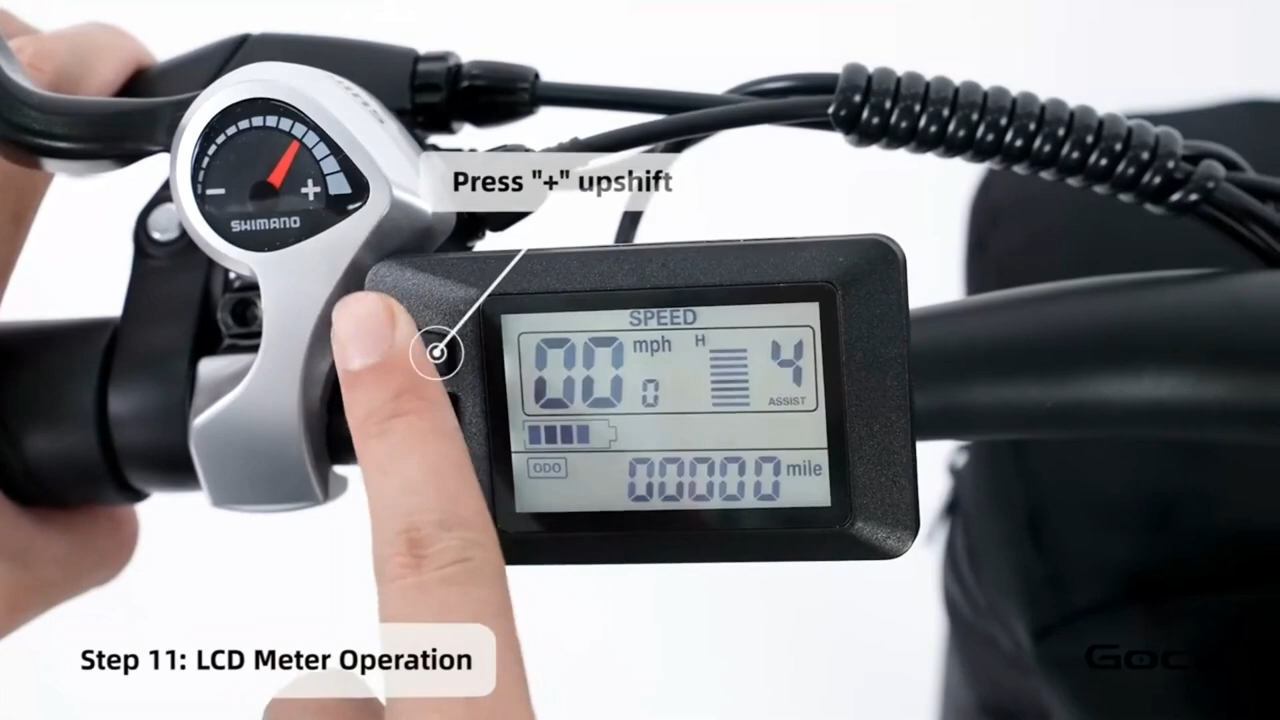 − +
SHIMANO
Press "+" upshift
SPEED
00 mph 0 H 4
ASSIST
ODO 00000 mile
Step 11: LCD Meter Operation